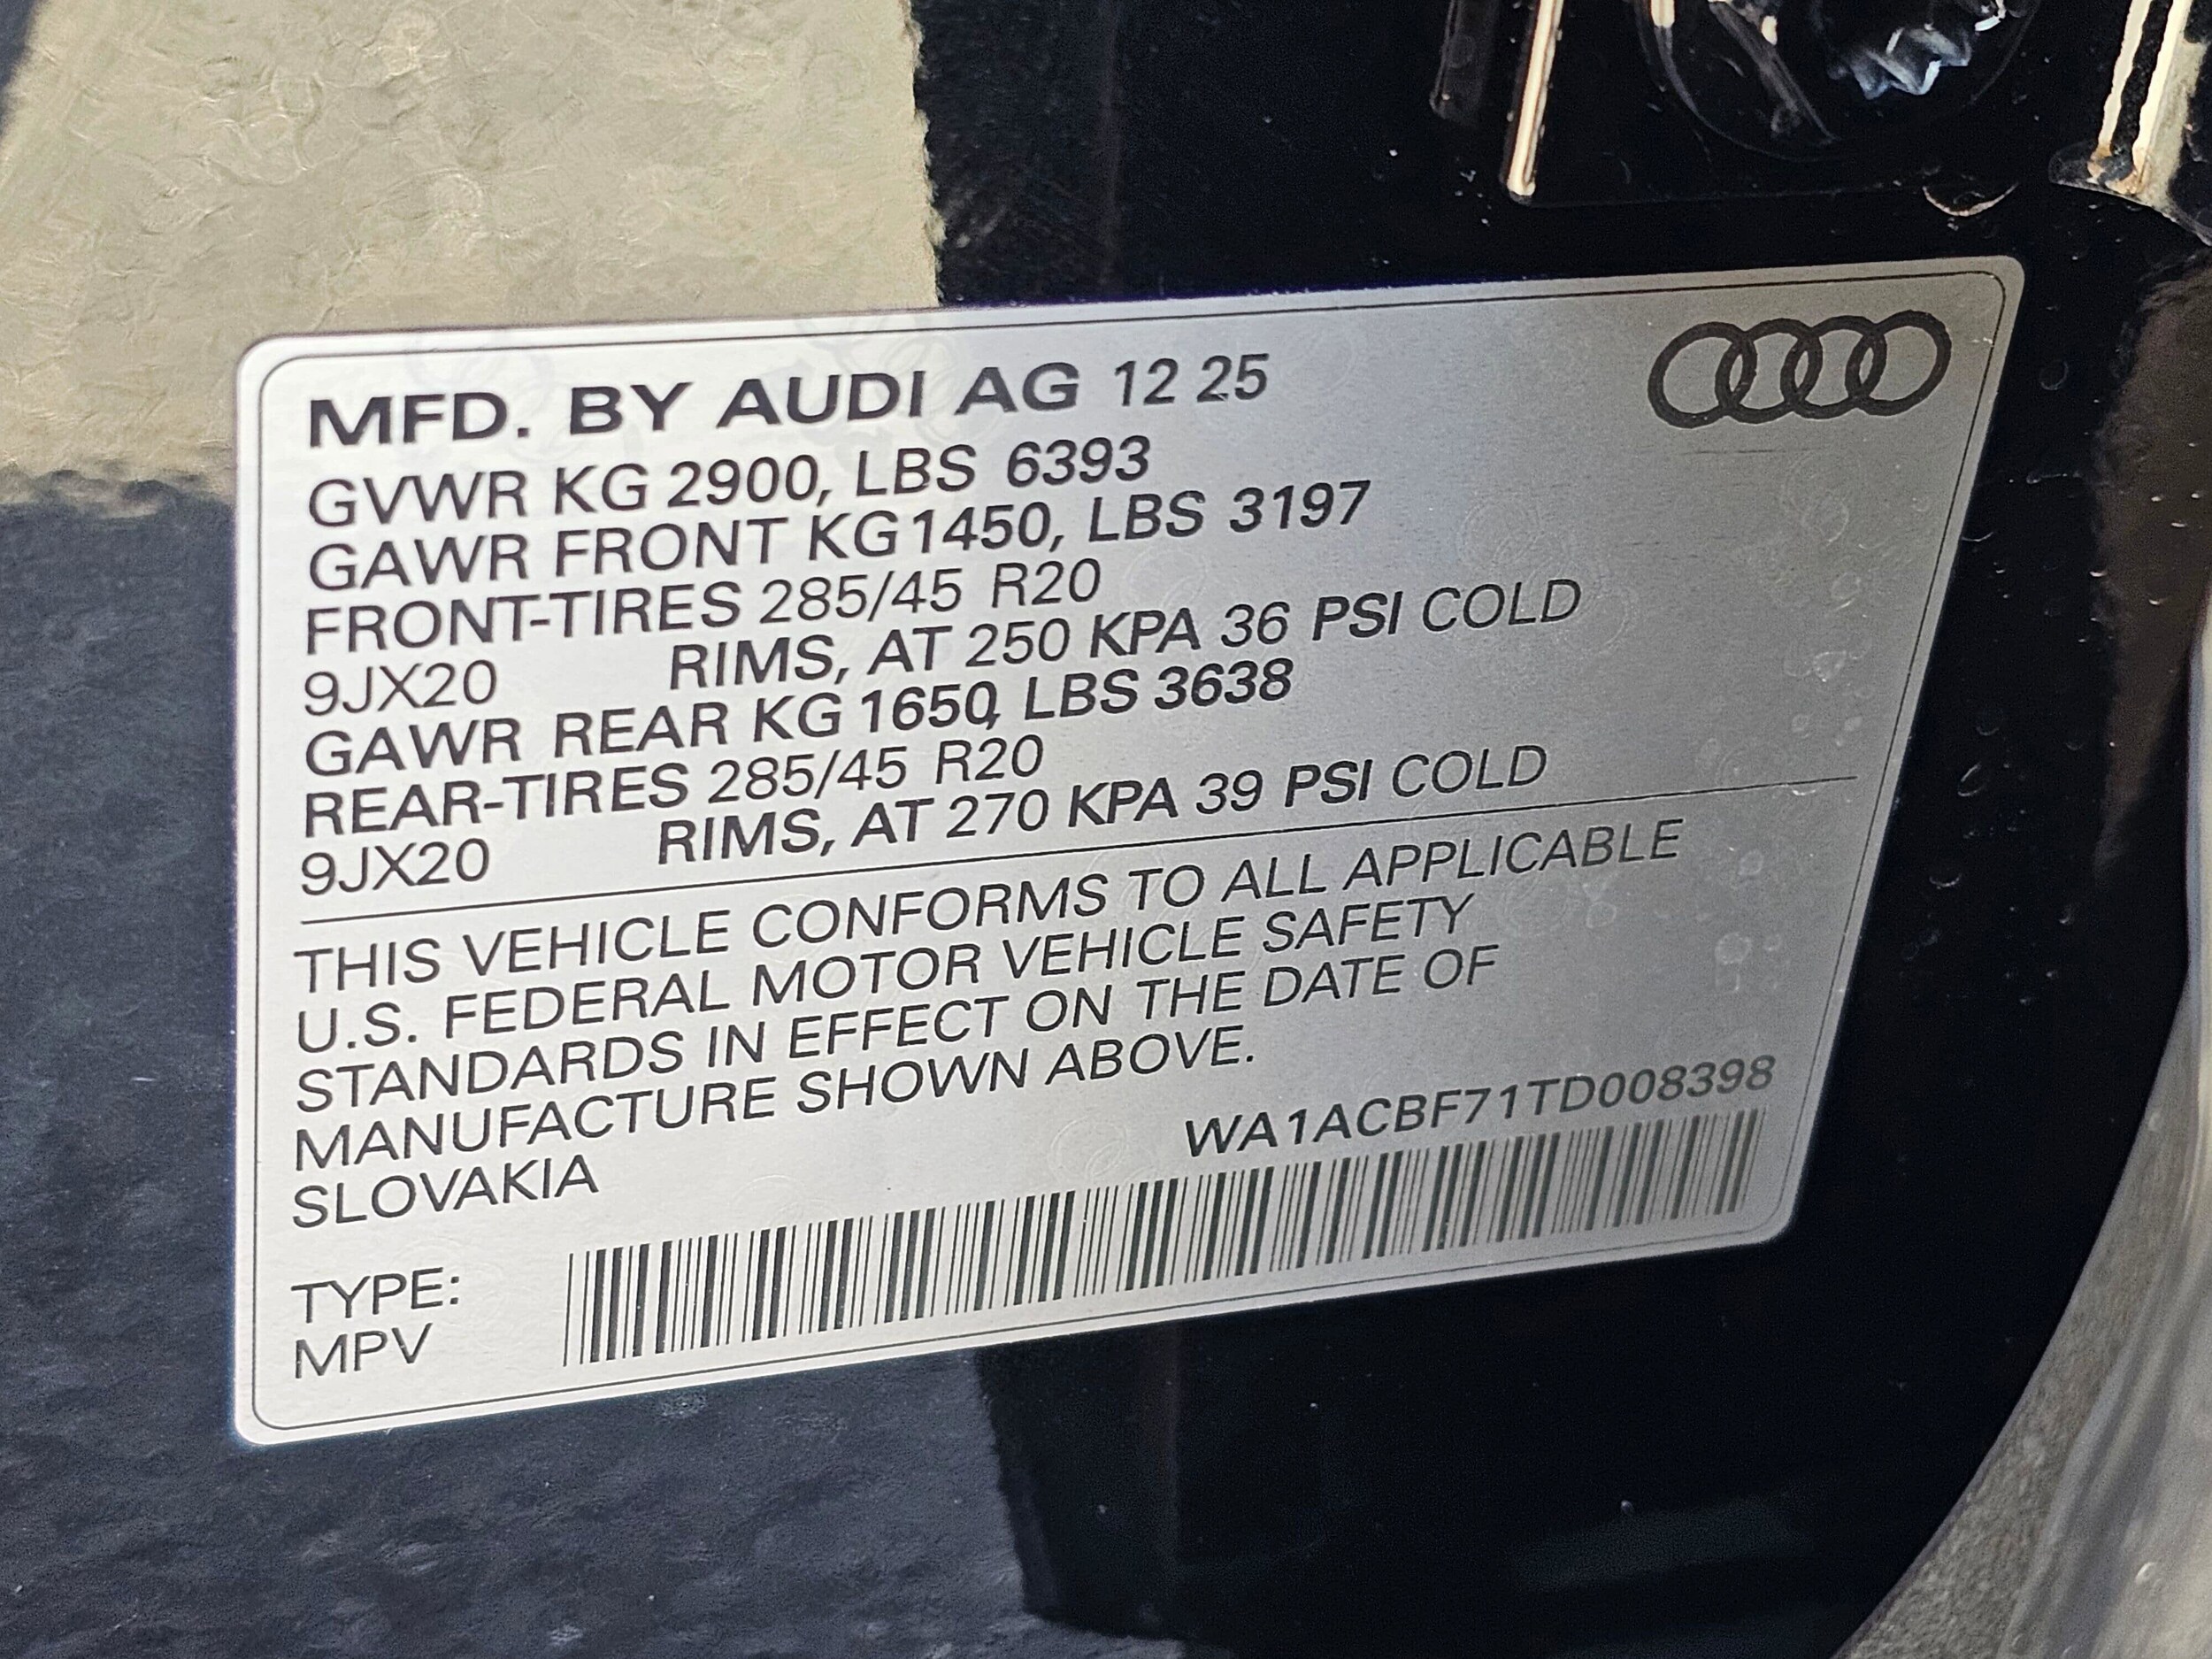 MFD. BY AUDI AG 12 25
GVWR KG 2900, LBS 6393
GAWR FRONT KG 1450, LBS 3197
FRONT-TIRES 285/45 R20
9JX20 RIMS, AT 250 KPA 36 PSI COLD
GAWR REAR KG 1650, LBS 3638
REAR-TIRES 285/45 R20
9JX20 RIMS, AT 270 KPA 39 PSI COLD
THIS VEHICLE CONFORMS TO ALL APPLICABLE
U.S. FEDERAL MOTOR VEHICLE SAFETY
STANDARDS IN EFFECT ON THE DATE OF
MANUFACTURE SHOWN ABOVE.
WA1ACBF71TD008398
SLOVAKIA
TYPE:
MPV